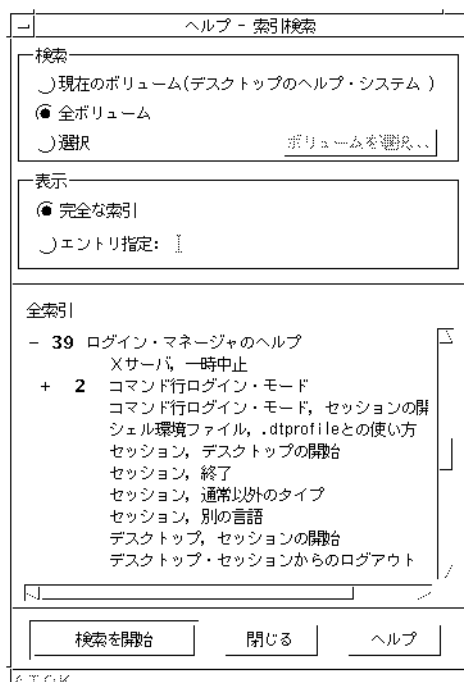 ヘルプ - 索引検索
検索
現在のボリューム(デスクトップのヘルプ・システム )
全ボリューム
選択
ボリュームを選択...
表示
完全な索引
エントリ指定:
全索引
- 39 ログイン・マネージャのヘルプ
Xサーバ, 一時中止
+ 2 コマンド行ログイン・モード
コマンド行ログイン・モード, セッションの開
シェル環境ファイル, .dtprofileとの使い方
セッション, デスクトップの開始
セッション, 終了
セッション, 通常以外のタイプ
セッション, 別の言語
デスクトップ, セッションの開始
デスクトップ・セッションからのログアウト
検索を開始
閉じる
ヘルプ